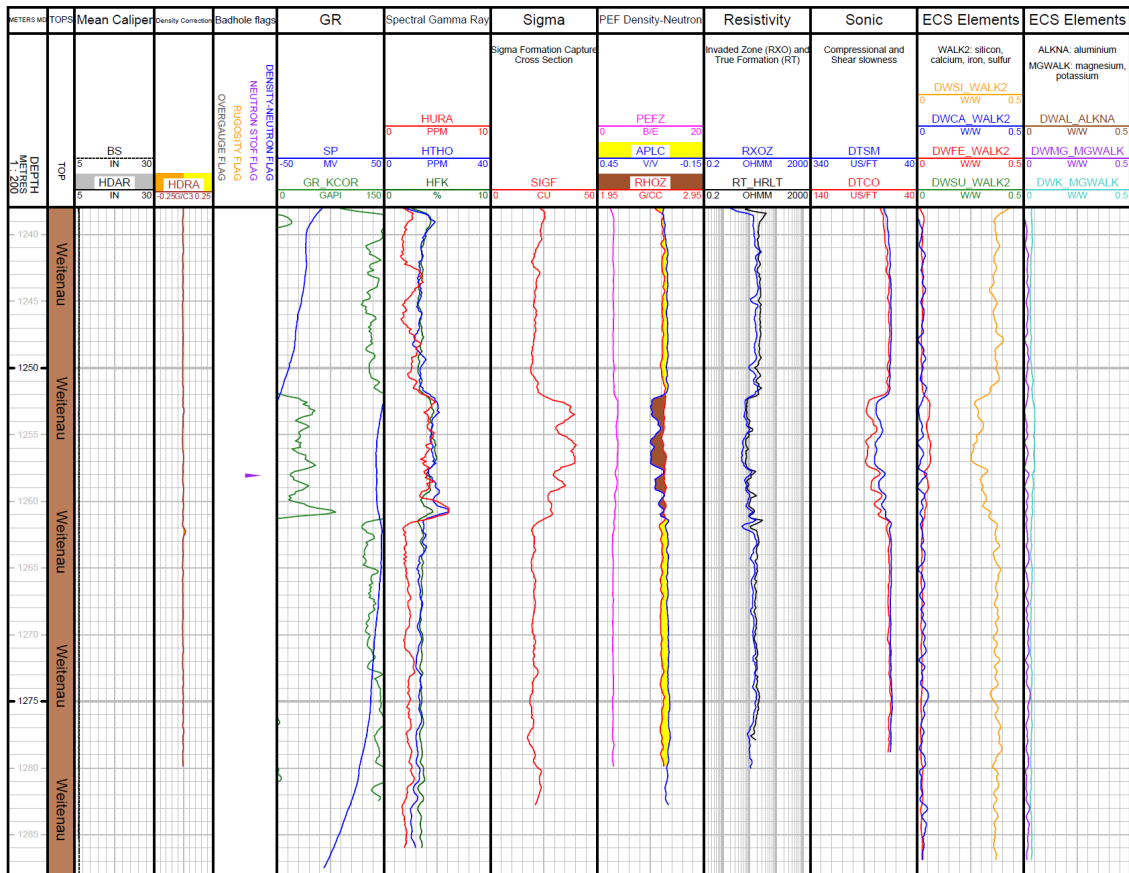 METERS MD
TOPS
Mean Caliper
Density Correction
Badhole flags
GR
Spectral Gamma Ray
Sigma
PEF Density-Neutron
Resistivity
Sonic
ECS Elements
ECS Elements
DEPTH
METRES
1 : 200
TOP
BS
5 IN 30
HDAR
5 IN 30
HDRA
-0.25 G/C3 0.25
OVERGAUGE FLAG
RUGOSITY FLAG
NEUTRON STOF FLAG
DENSITY-NEUTRON FLAG
SP
-50 MV 50
GR_KCOR
0 GAPI 150
HURA
0 PPM 10
HTHO
0 PPM 40
HFK
0 % 10
Sigma Formation Capture
Cross Section
SIGF
0 CU 50
PEFZ
0 B/E 20
APLC
0.45 V/V -0.15
RHOZ
1.95 G/CC 2.95
Invaded Zone (RXO) and
True Formation (RT)
RXOZ
0.2 OHMM 2000
RT_HRLT
0.2 OHMM 2000
Compressional and
Shear slowness
DTSM
340 US/FT 40
DTCO
140 US/FT 40
WALK2: silicon,
calcium, iron, sulfur
DWSI_WALK2
0 W/W 0.5
DWCA_WALK2
0 W/W 0.5
DWFE_WALK2
0 W/W 0.5
DWSU_WALK2
0 W/W 0.5
ALKNA: aluminium
MGWALK: magnesium,
potassium
DWAL_ALKNA
0 W/W 0.5
DWMG_MGWALK
0 W/W 0.5
DWK_MGWALK
0 W/W 0.5
1240
Weitenau
1245
1250
Weitenau
1255
1260
Weitenau
1265
1270
Weitenau
1275
1280
Weitenau
1285